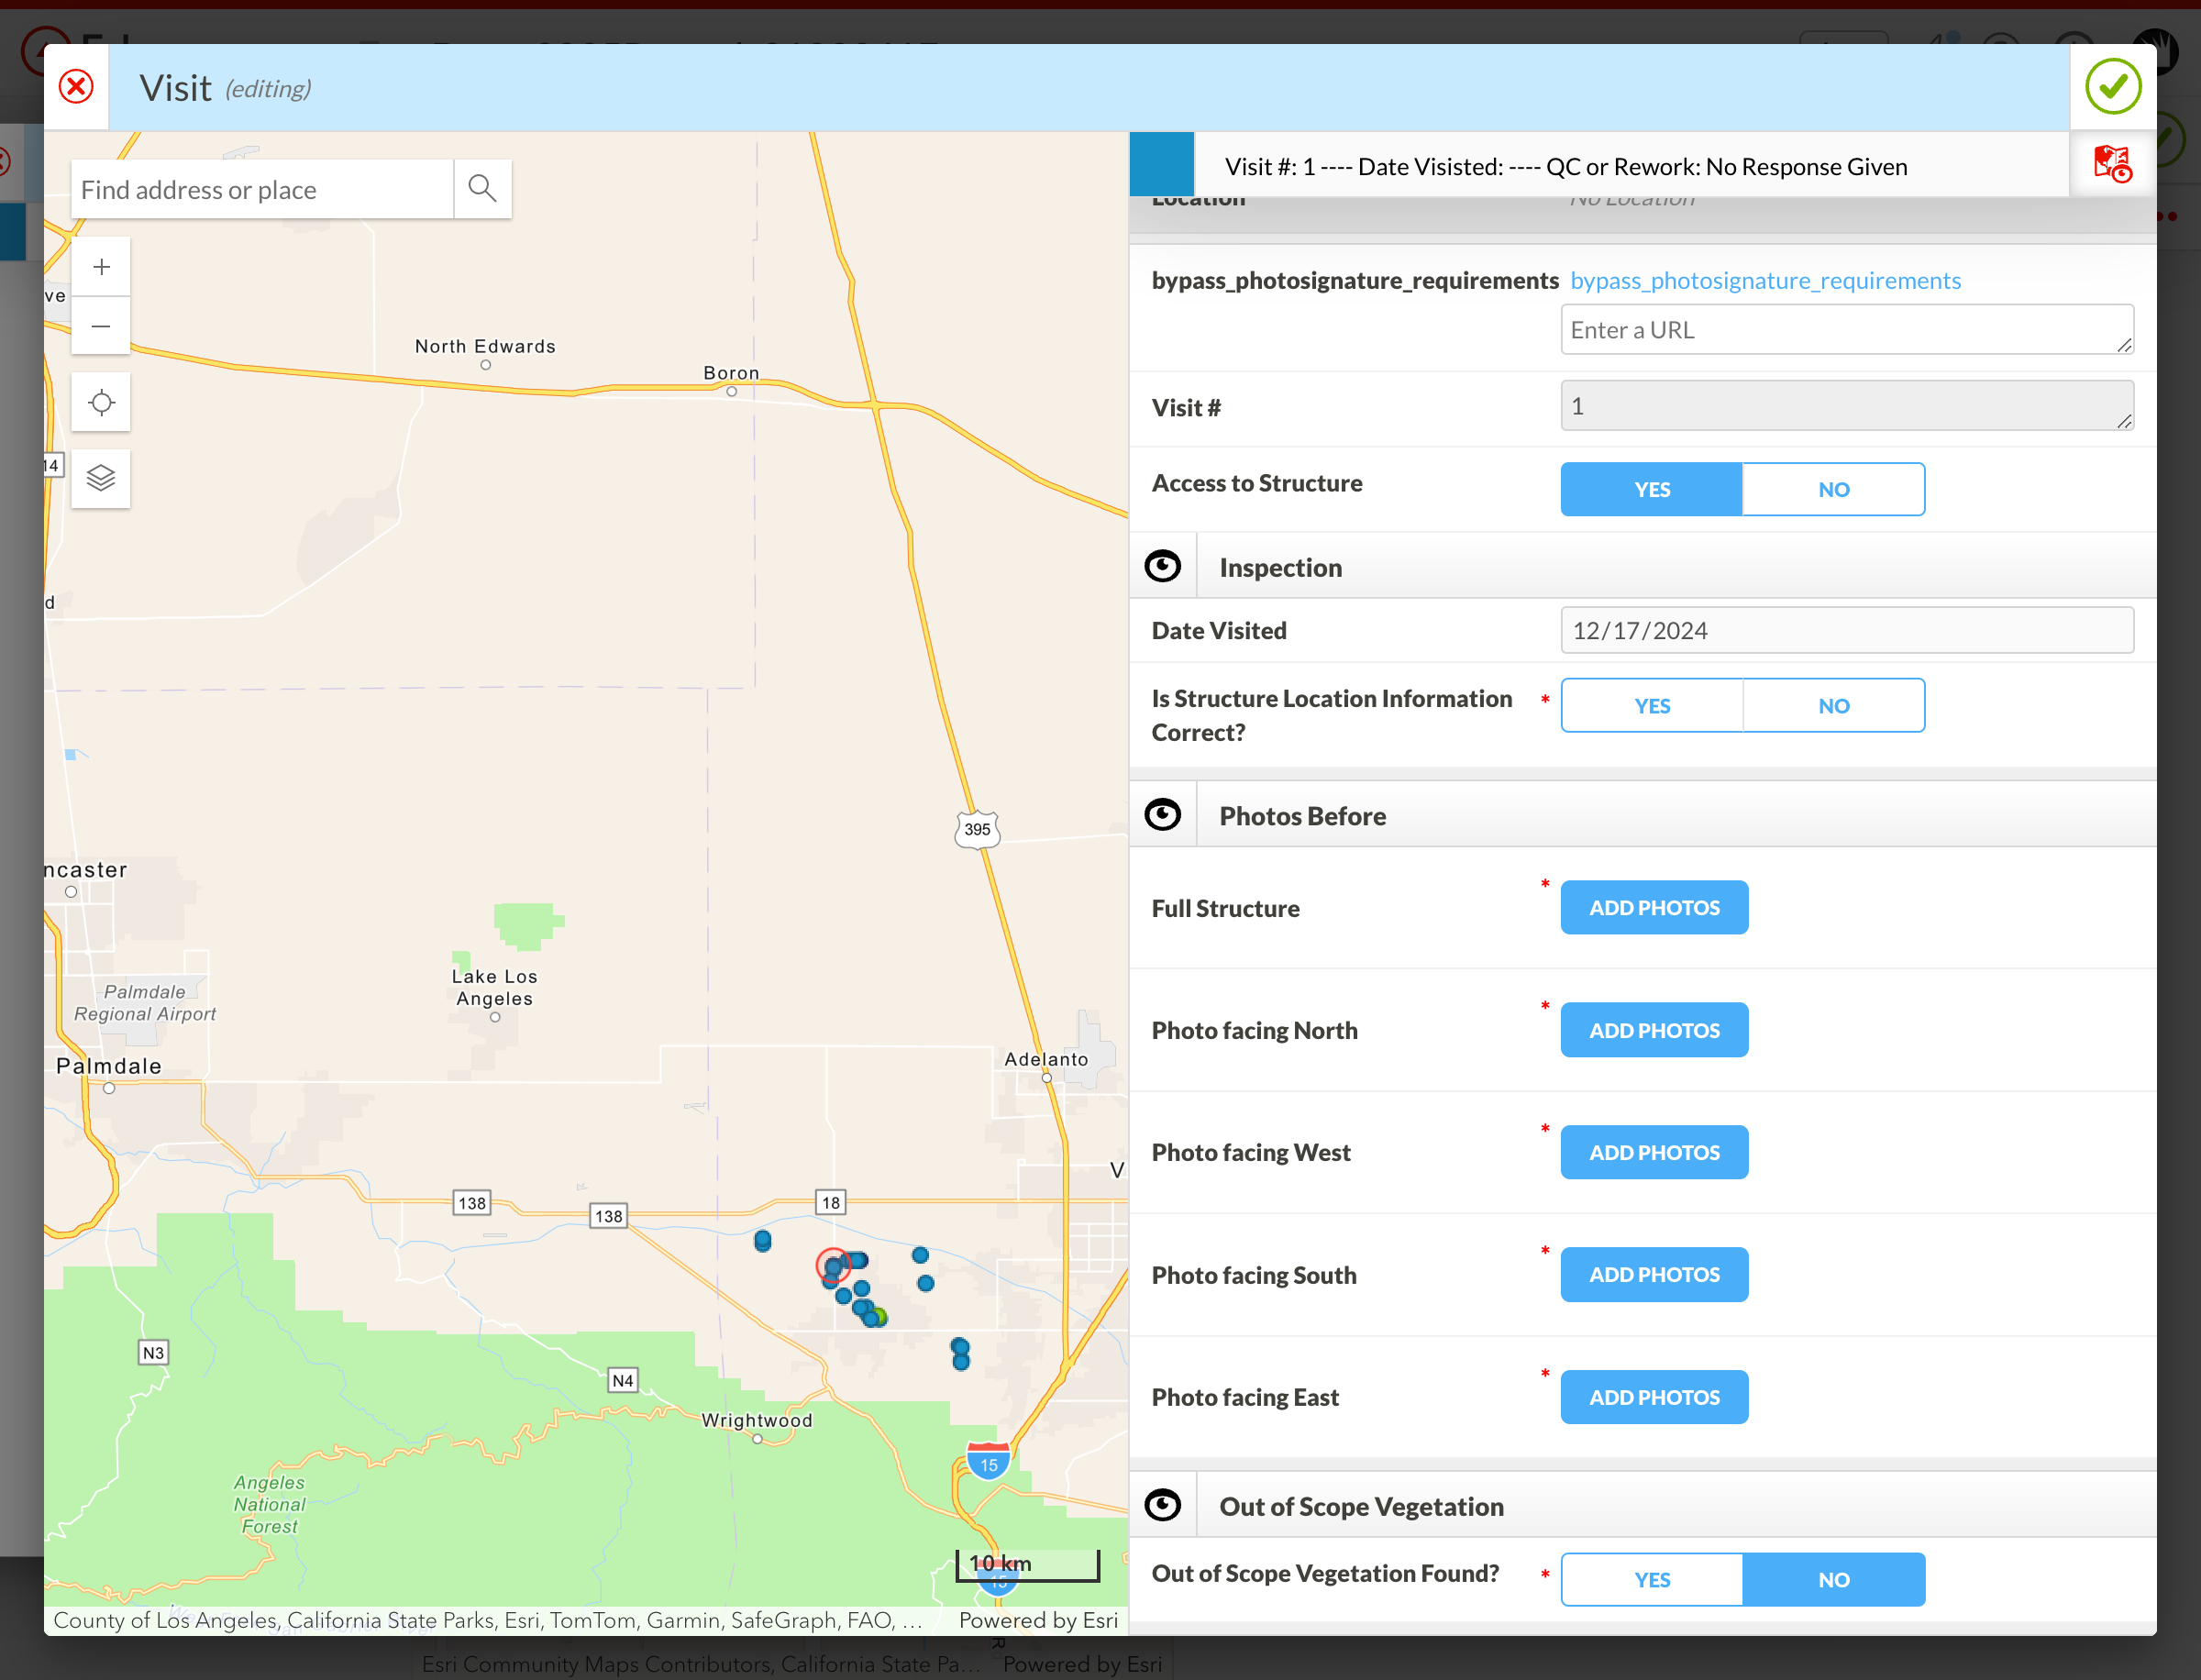 Visit (editing)
Find address or place
Visit #: 1 ---- Date Visisted: ---- QC or Rework: No Response Given
Location No Location
bypass_photosignature_requirements bypass_photosignature_requirements
Enter a URL
Visit # 1
Access to Structure YES NO
Inspection
Date Visited 12/17/2024
Is Structure Location Information
Correct?
* YES NO
Photos Before
Full Structure * ADD PHOTOS
Photo facing North * ADD PHOTOS
Photo facing West * ADD PHOTOS
Photo facing South * ADD PHOTOS
Photo facing East * ADD PHOTOS
Out of Scope Vegetation
Out of Scope Vegetation Found? * YES NO
ve
North Edwards
Boron
14
d
395
ncaster
Lake Los
Angeles
Palmdale
Regional Airport
Palmdale
Adelanto
V
138
138
18
N3
N4
Wrightwood
15
Angeles
National
Forest
10 km
15
County of Los Angeles, California State Parks, Esri, TomTom, Garmin, SafeGraph, FAO, ...
Powered by Esri
Esri Community Maps Contributors, California State Pa...
Powered by Esri